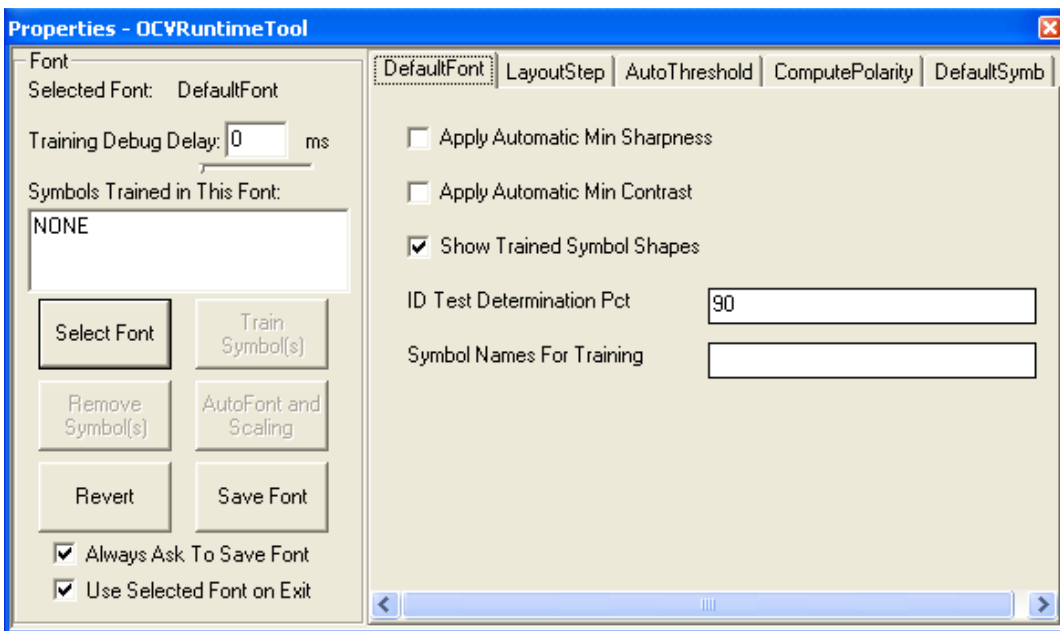 Properties - OCVRuntimeTool
Font
Selected Font: DefaultFont
Training Debug Delay: 0 ms
Symbols Trained in This Font:
NONE
Select Font
Train
Symbol(s)
Remove
Symbol(s)
AutoFont and
Scaling
Revert
Save Font
Always Ask To Save Font
Use Selected Font on Exit
DefaultFont LayoutStep AutoThreshold ComputePolarity DefaultSymb
Apply Automatic Min Sharpness
Apply Automatic Min Contrast
Show Trained Symbol Shapes
ID Test Determination Pct 90
Symbol Names For Training